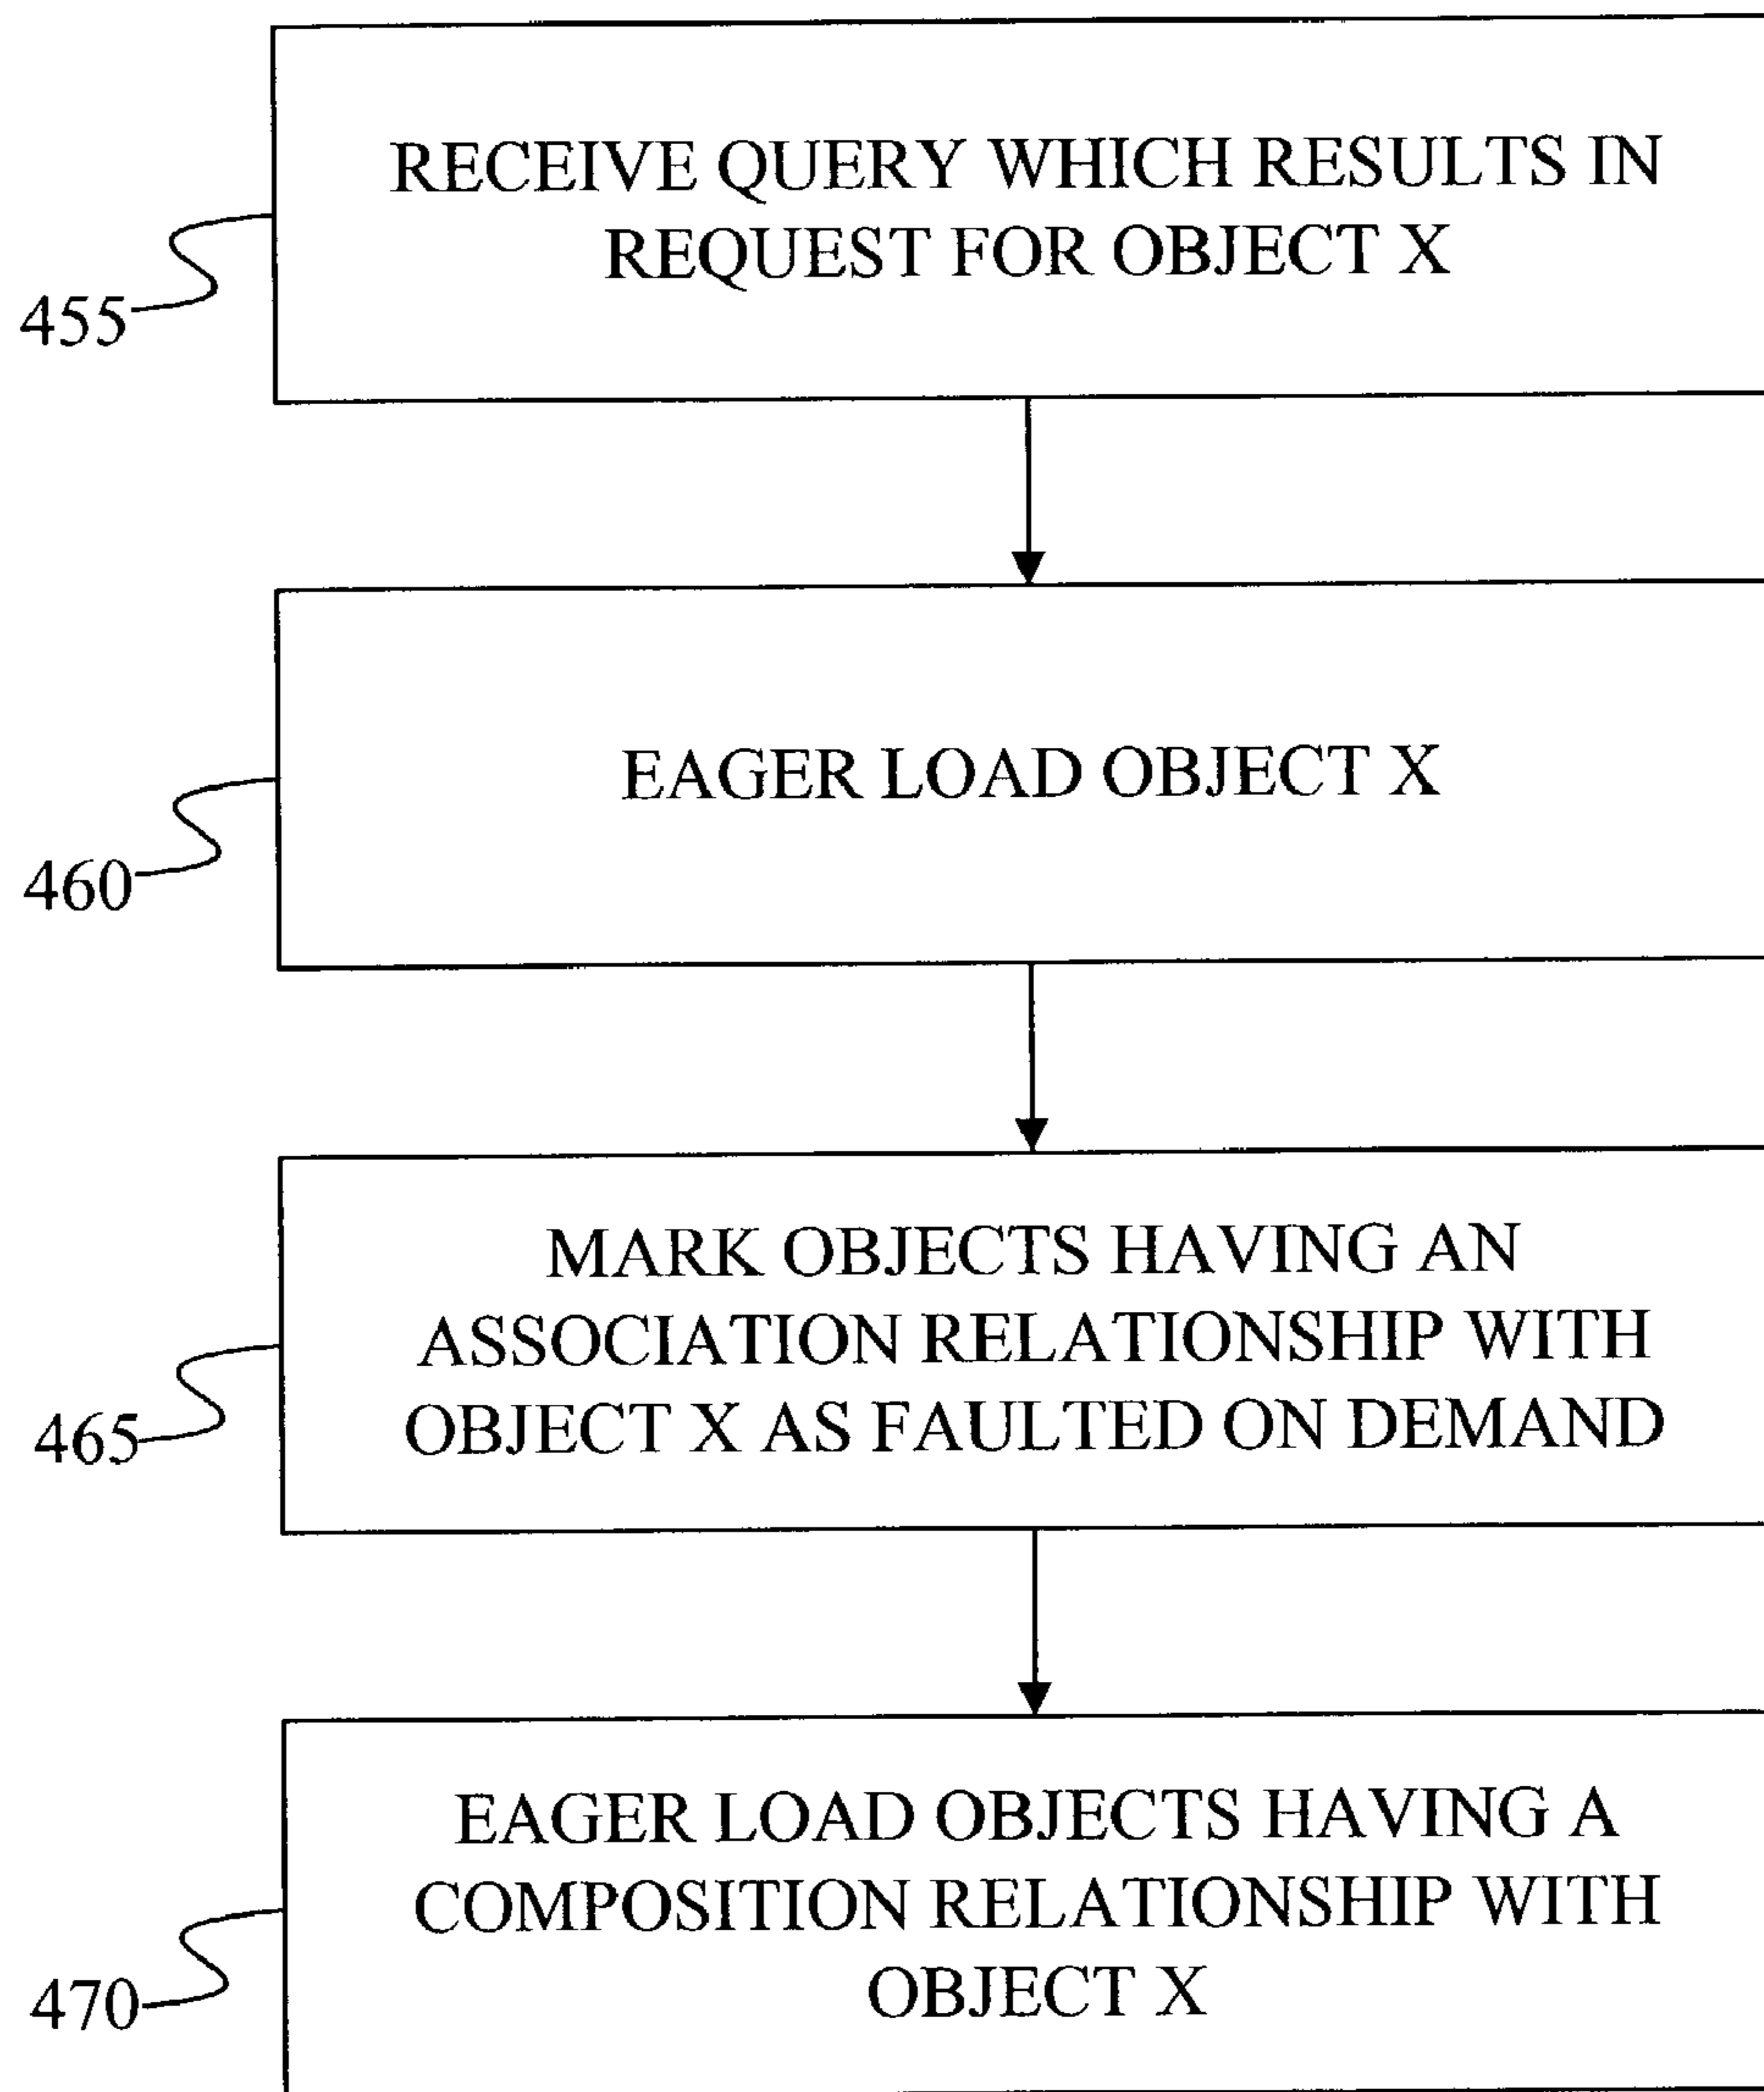 RECEIVE QUERY WHICH RESULTS IN
REQUEST FOR OBJECT X
455
EAGER LOAD OBJECT X
460
MARK OBJECTS HAVING AN
ASSOCIATION RELATIONSHIP WITH
OBJECT X AS FAULTED ON DEMAND
465
EAGER LOAD OBJECTS HAVING A
COMPOSITION RELATIONSHIP WITH
OBJECT X
470